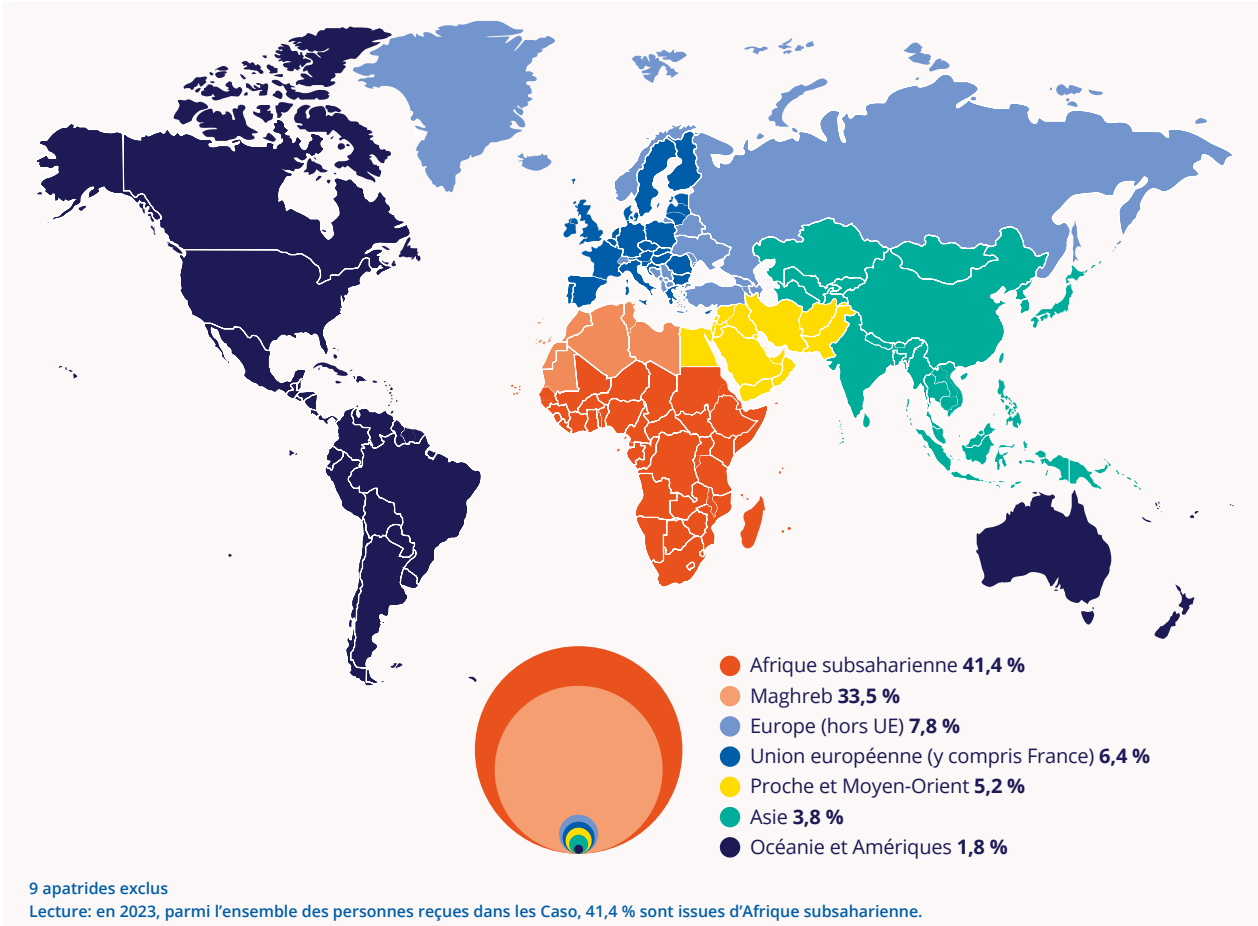 Afrique subsaharienne 41,4 %
Maghreb 33,5 %
Europe (hors UE) 7,8 %
Union européenne (y compris France) 6,4 %
Proche et Moyen-Orient 5,2 %
Asie 3,8 %
Océanie et Amériques 1,8 %
9 apatrides exclus
Lecture: en 2023, parmi l’ensemble des personnes reçues dans les Caso, 41,4 % sont issues d’Afrique subsaharienne.